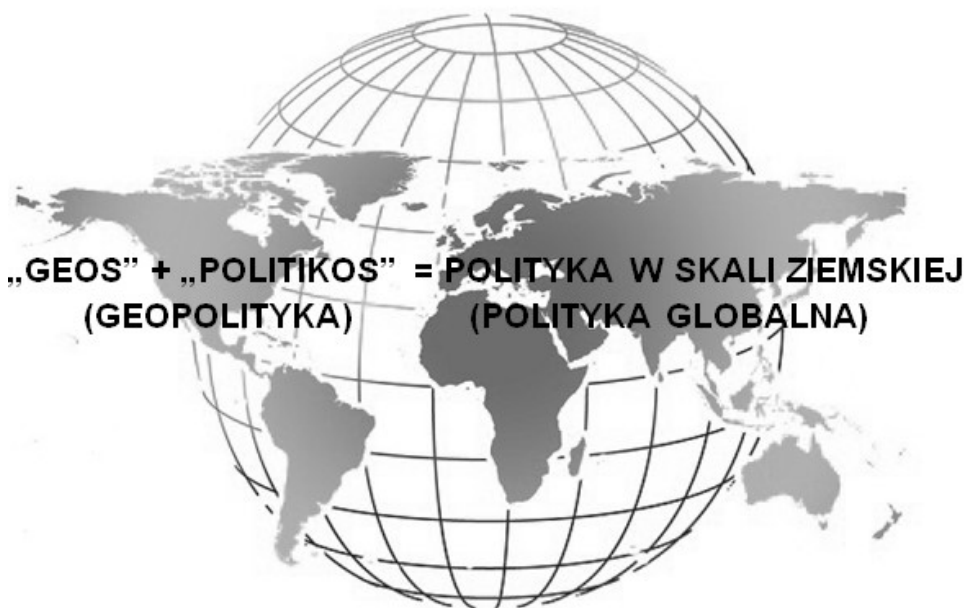 „GEOS” + „POLITIKOS” = POLITYKA W SKALI ZIEMSKIEJ
(GEOPOLITYKA) (POLITYKA GLOBALNA)